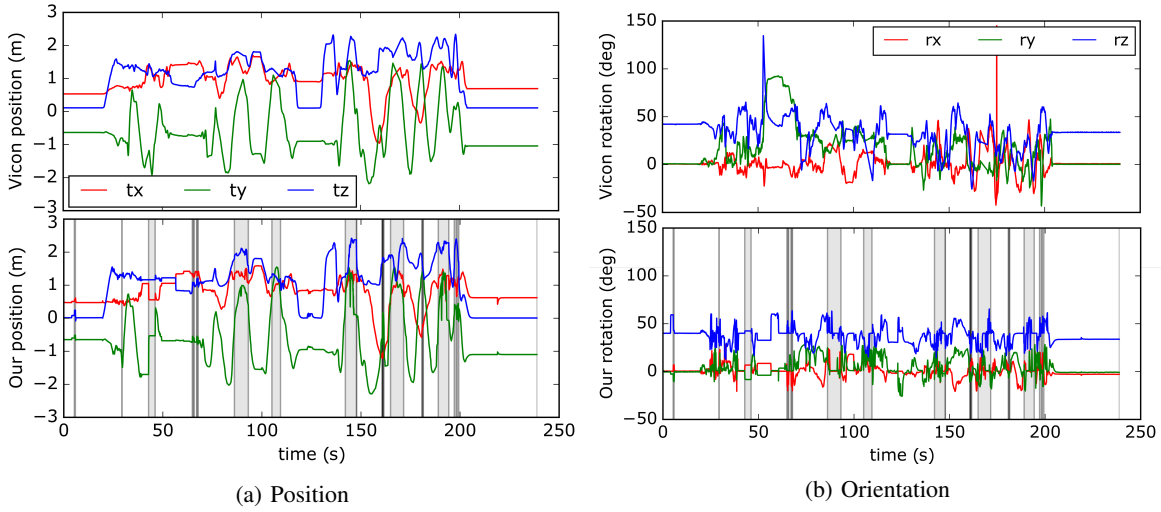 3
2
1
0
−1
−2
−3
Vicon position (m)
tx ty tz
3
2
1
0
−1
−2
−3
Our position (m)
0 50 100 150 200 250
time (s)
(a) Position
150
100
50
0
−50
Vicon rotation (deg)
rx ry rz
150
100
50
0
−50
Our rotation (deg)
0 50 100 150 200 250
time (s)
(b) Orientation